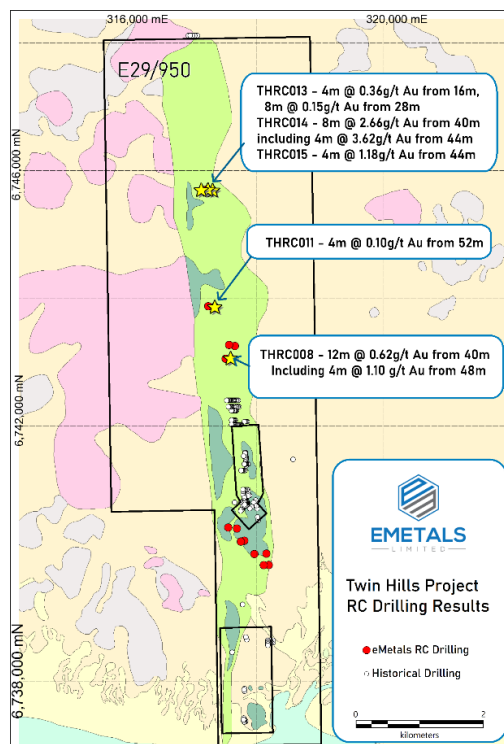 316,000 mE
320,000 mE
E29/950
THRC013 - 4m @ 0.36g/t Au from 16m,
8m @ 0.15g/t Au from 28m
THRC014 - 8m @ 2.66g/t Au from 40m
including 4m @ 3.62g/t Au from 44m
THRC015 - 4m @ 1.18g/t Au from 44m
6,746,000 mN
THRC011 - 4m @ 0.10g/t Au from 52m
THRC008 - 12m @ 0.62g/t Au from 40m
Including 4m @ 1.10 g/t Au from 48m
6,742,000 mN
EMETALS
LIMITED
Twin Hills Project
RC Drilling Results
eMetals RC Drilling
Historical Drilling
6,738,000 mN
0 2
kilometers